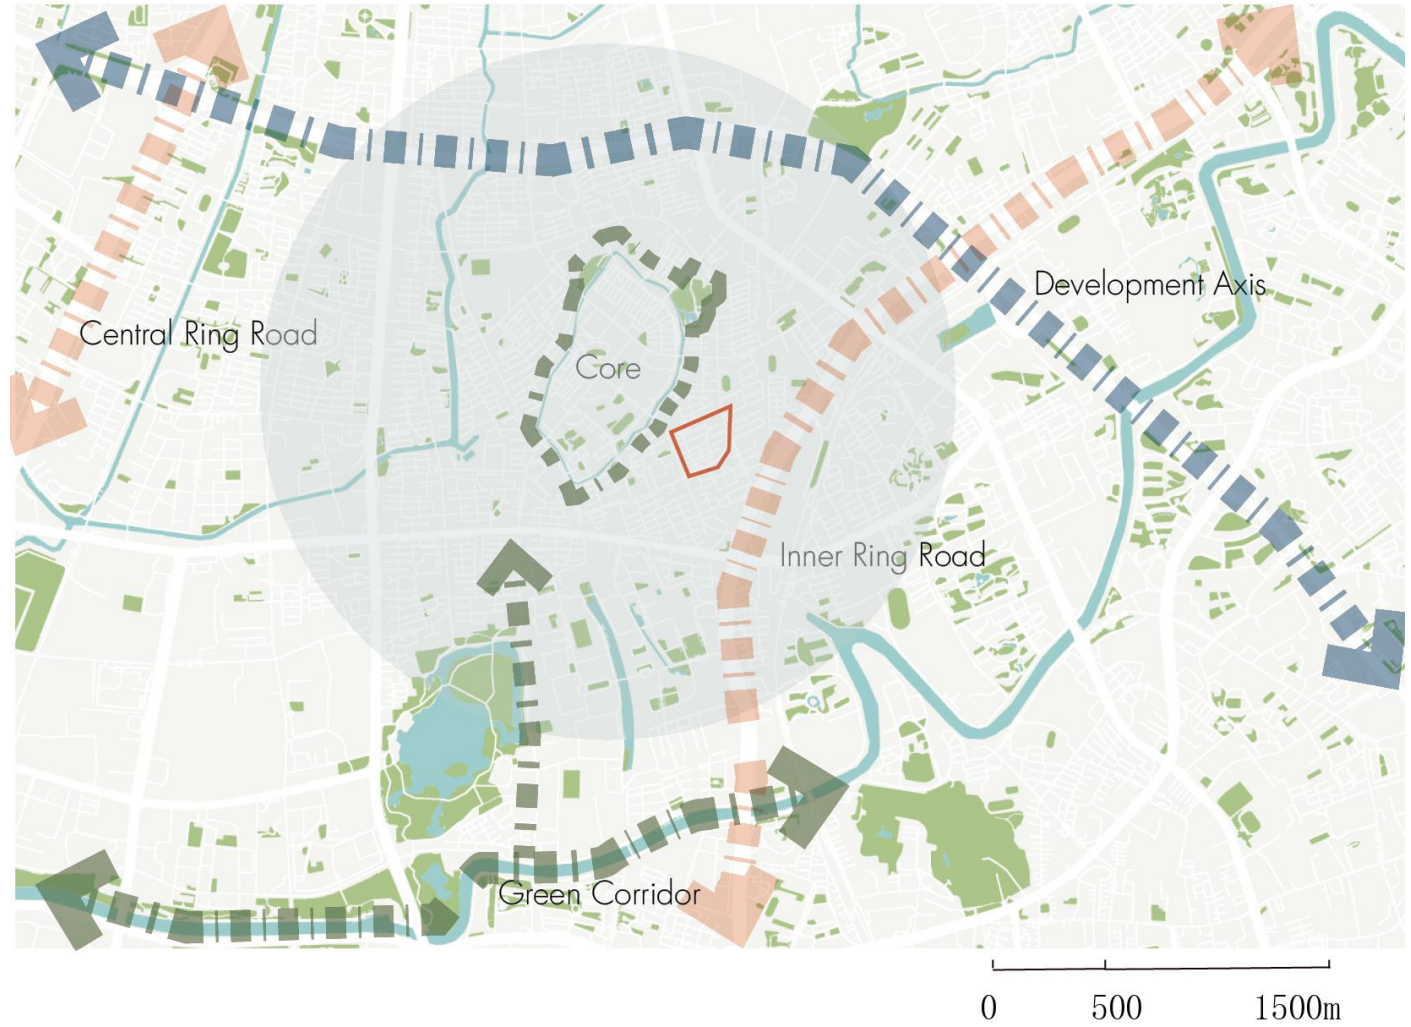 Development Axis
Central Ring Road
Core
Inner Ring Road
Green Corridor
0 500 1500m